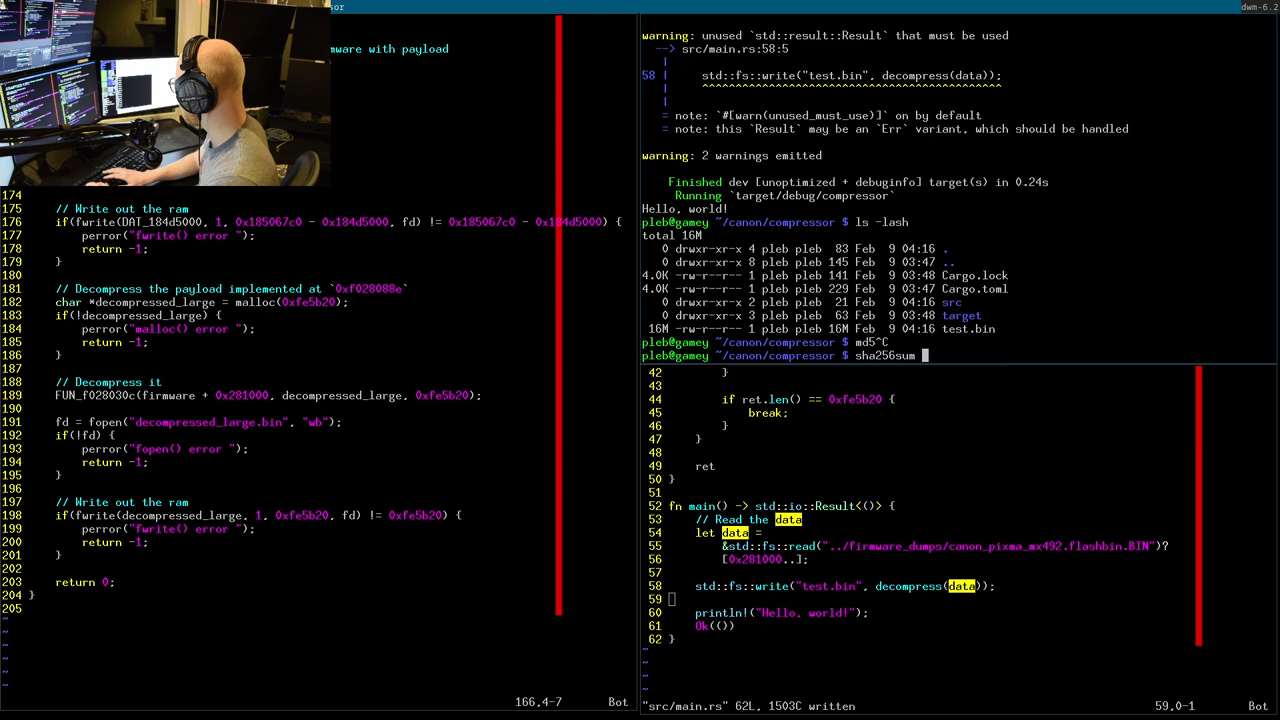 sor
dwm-6.2
mware with payload
174
175    // Write out the ram
176    if(fwrite(DAT_184d5000, 1, 0x185067c0 - 0x184d5000, fd) != 0x185067c0 - 0x184d5000) {
177        perror("fwrite() error ");
178        return -1;
179    }
180
181    // Decompress the payload implemented at `0xf028088e`
182    char *decompressed_large = malloc(0xfe5b20);
183    if(!decompressed_large) {
184        perror("malloc() error ");
185        return -1;
186    }
187
188    // Decompress it
189    FUN_f028030c(firmware + 0x281000, decompressed_large, 0xfe5b20);
190
191    fd = fopen("decompressed_large.bin", "wb");
192    if(!fd) {
193        perror("fopen() error ");
194        return -1;
195    }
196
197    // Write out the ram
198    if(fwrite(decompressed_large, 1, 0xfe5b20, fd) != 0xfe5b20) {
199        perror("fwrite() error ");
200        return -1;
201    }
202
203    return 0;
204 }
205
~
~
~
~
~
~
166,4-7 Bot
warning: unused `std::result::Result` that must be used
--> src/main.rs:58:5
|
58 |     std::fs::write("test.bin", decompress(data));
|     ^^^^^^^^^^^^^^^^^^^^^^^^^^^^^^^^^^^^^^^^^^^^^
|
= note: `#[warn(unused_must_use)]` on by default
= note: this `Result` may be an `Err` variant, which should be handled
warning: 2 warnings emitted
Finished dev [unoptimized + debuginfo] target(s) in 0.24s
Running `target/debug/compressor`
Hello, world!
pleb@gamey ~/canon/compressor $ ls -lash
total 16M
0 drwxr-xr-x 4 pleb pleb  83 Feb  9 04:16 .
0 drwxr-xr-x 8 pleb pleb 145 Feb  9 03:47 ..
4.0K -rw-r--r-- 1 pleb pleb 141 Feb  9 03:48 Cargo.lock
4.0K -rw-r--r-- 1 pleb pleb 229 Feb  9 03:47 Cargo.toml
0 drwxr-xr-x 2 pleb pleb  21 Feb  9 04:16 src
0 drwxr-xr-x 3 pleb pleb  63 Feb  9 03:48 target
16M -rw-r--r-- 1 pleb pleb 16M Feb  9 04:16 test.bin
pleb@gamey ~/canon/compressor $ md5^C
pleb@gamey ~/canon/compressor $ sha256sum
42        }
43
44        if ret.len() == 0xfe5b20 {
45            break;
46        }
47    }
48
49    ret
50 }
51
52 fn main() -> std::io::Result<()> {
53    // Read the data
54    let data =
55        &std::fs::read("../firmware_dumps/canon_pixma_mx492.flashbin.BIN")?
56        [0x281000..];
57
58    std::fs::write("test.bin", decompress(data));
59
60    println!("Hello, world!");
61    Ok(())
62 }
~
~
~
~
"src/main.rs" 62L, 1503C written 59,0-1 Bot